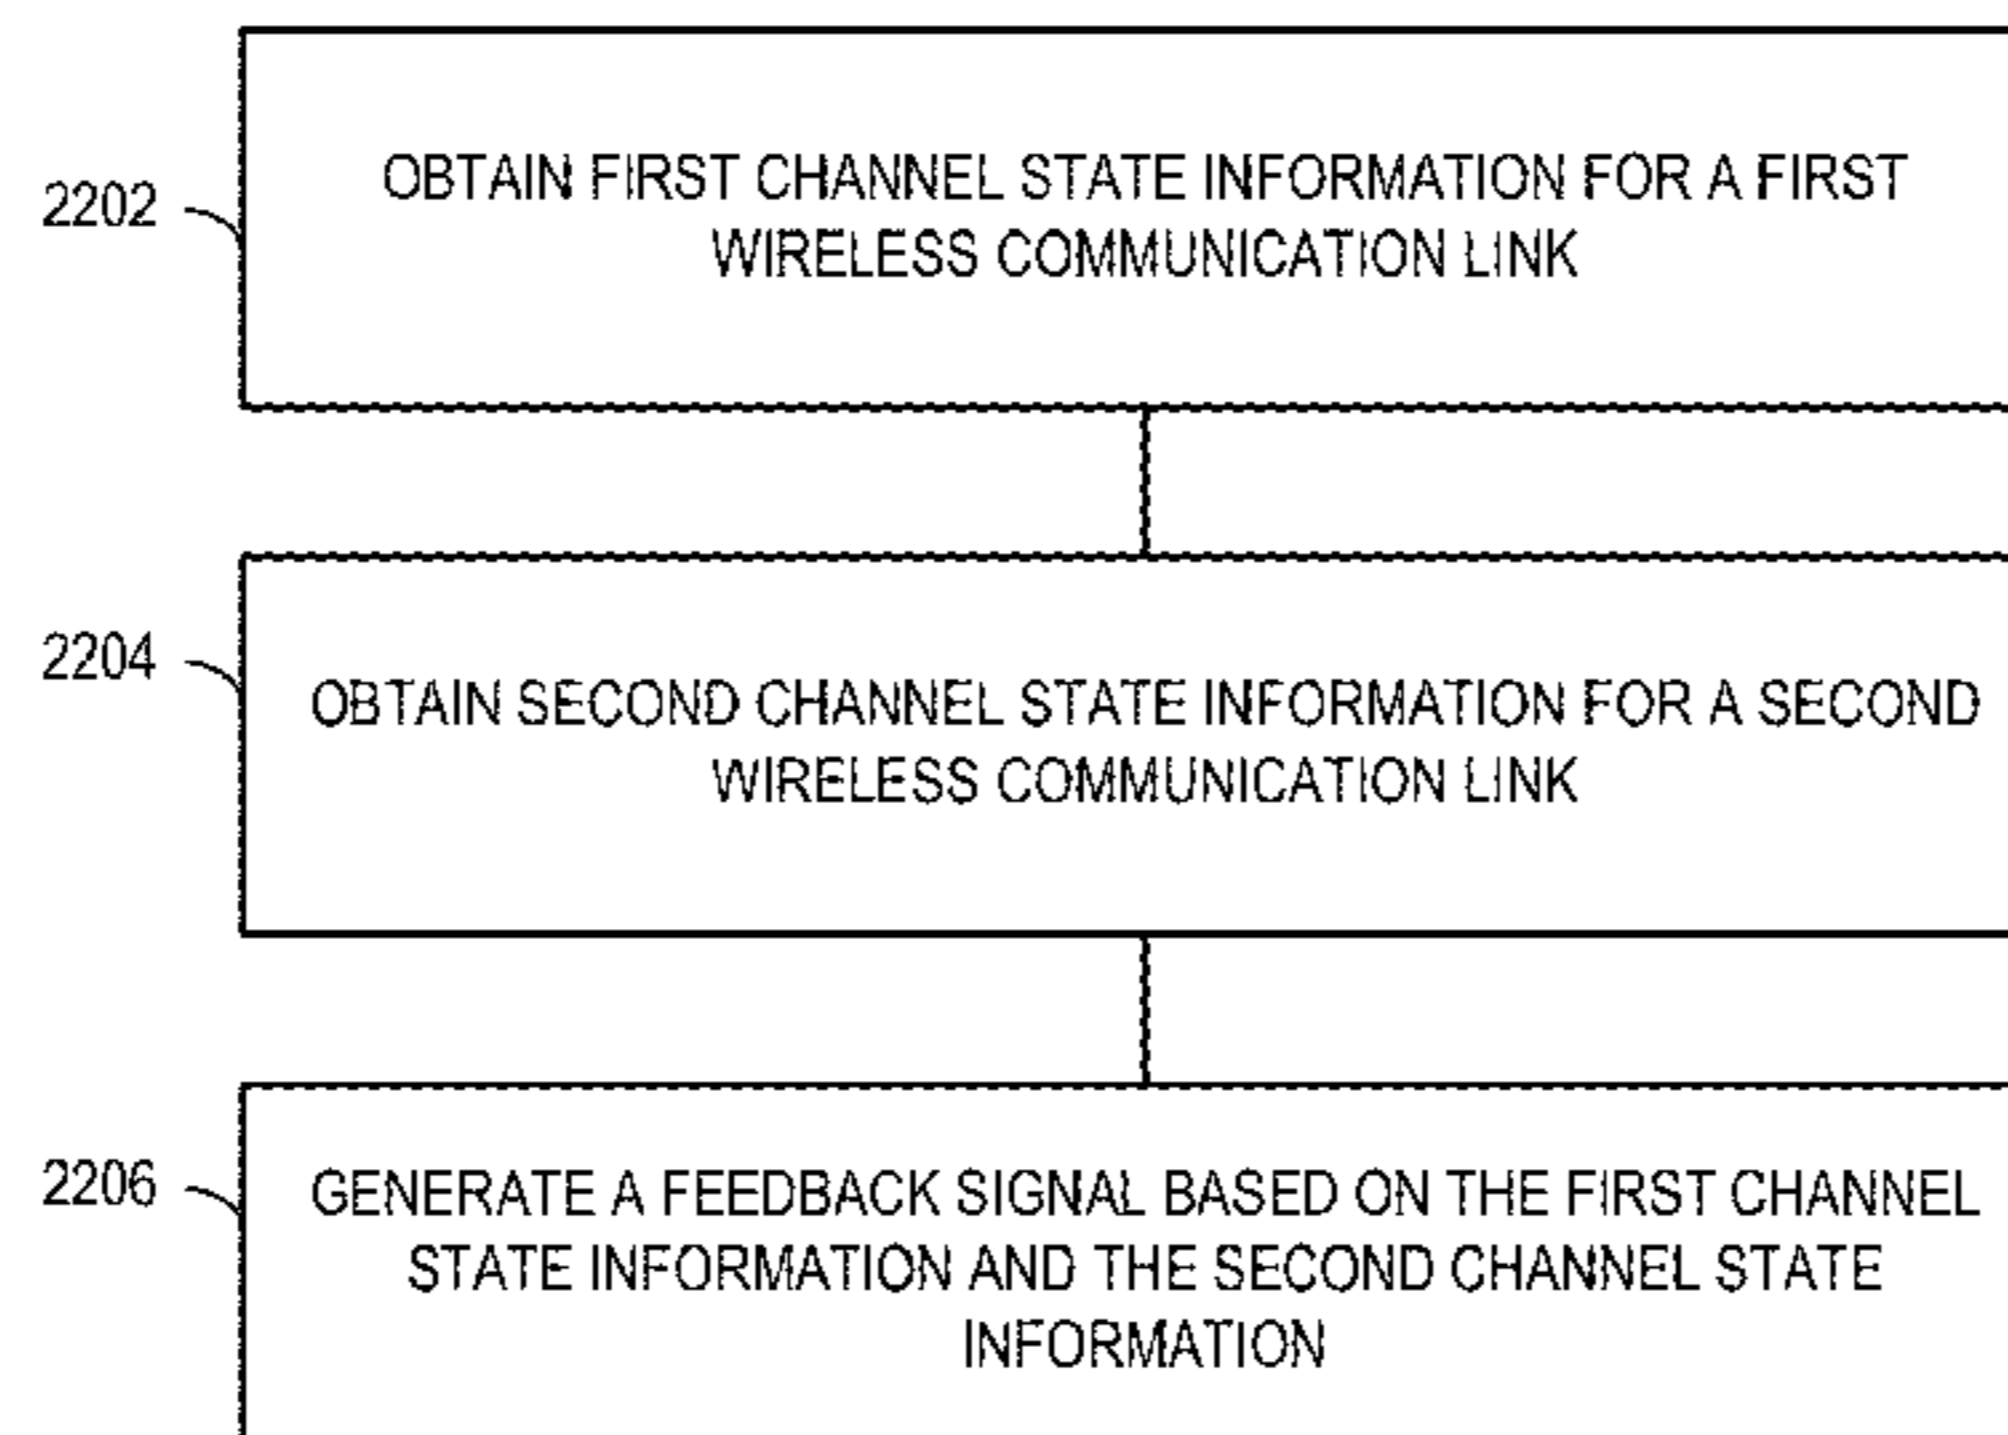 2202
OBTAIN FIRST CHANNEL STATE INFORMATION FOR A FIRST
WIRELESS COMMUNICATION LINK
2204
OBTAIN SECOND CHANNEL STATE INFORMATION FOR A SECOND
WIRELESS COMMUNICATION LINK
2206
GENERATE A FEEDBACK SIGNAL BASED ON THE FIRST CHANNEL
STATE INFORMATION AND THE SECOND CHANNEL STATE
INFORMATION